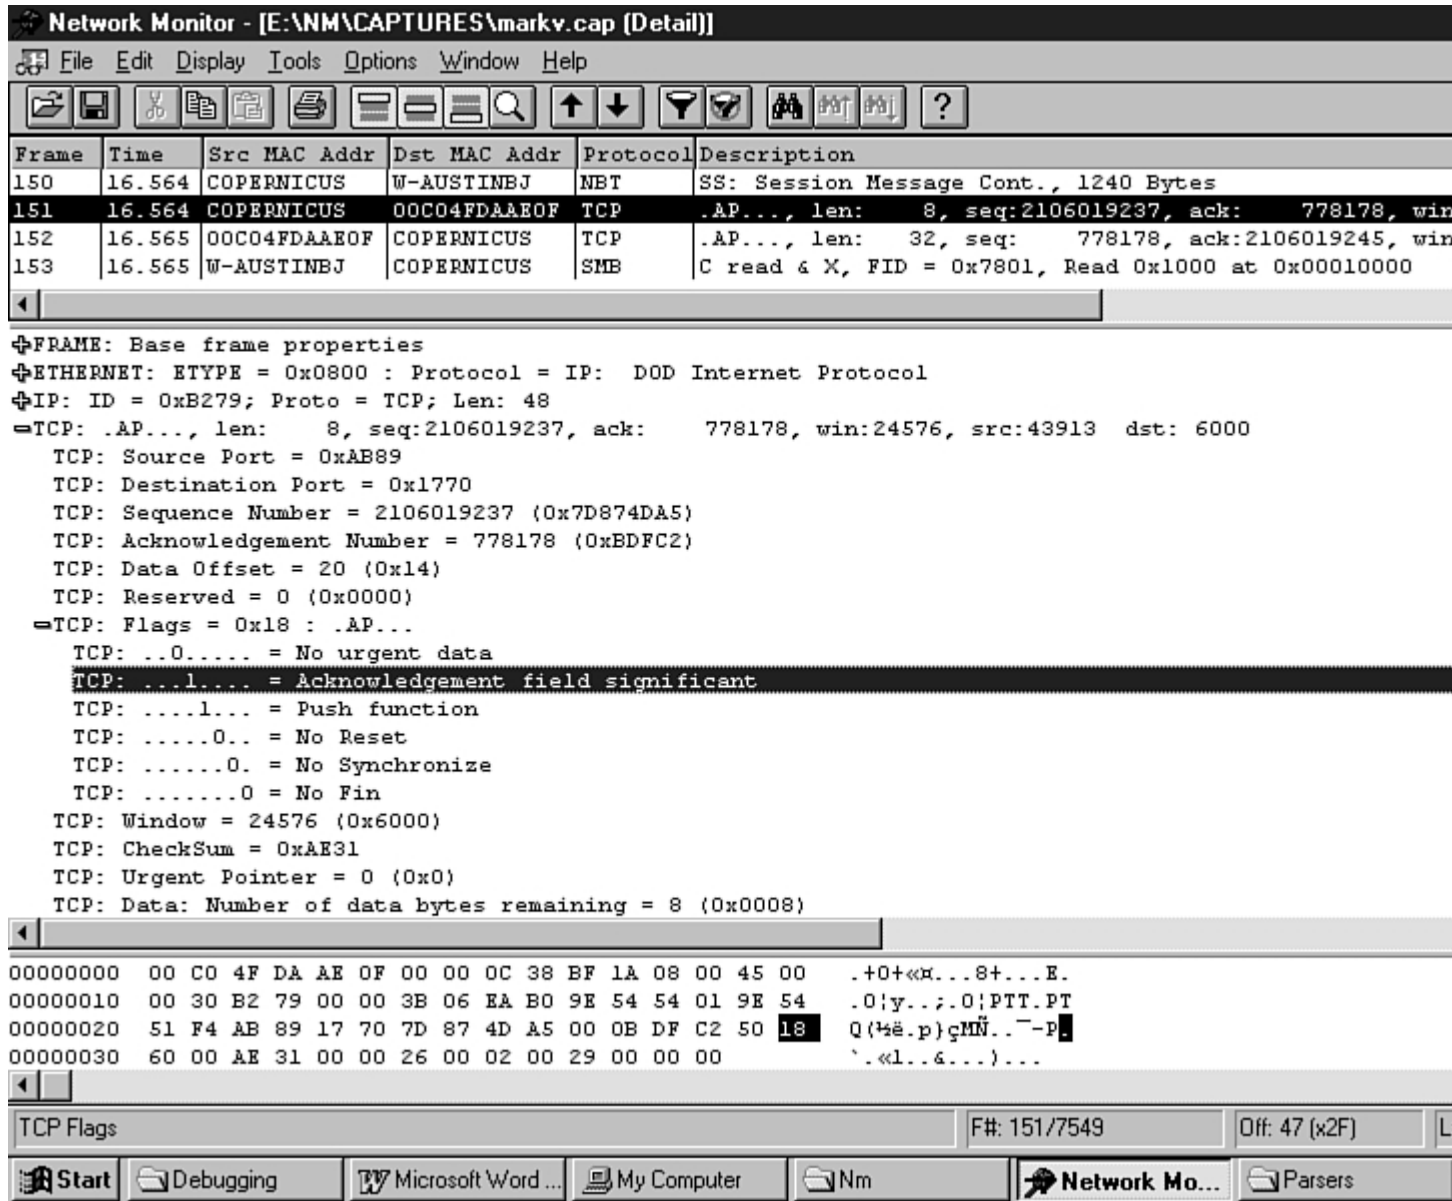 Network Monitor - [E:\NM\CAPTURES\markv.cap (Detail)]
File Edit Display Tools Options Window Help
Frame Time Src MAC Addr Dst MAC Addr Protocol Description
150 16.564 COPERNICUS W-AUSTINBJ NBT SS: Session Message Cont., 1240 Bytes
151 16.564 COPERNICUS 00C04FDAAE0F TCP .AP..., len: 8, seq:2106019237, ack: 778178, win
152 16.565 00C04FDAAE0F COPERNICUS TCP .AP..., len: 32, seq: 778178, ack:2106019245, win
153 16.565 W-AUSTINBJ COPERNICUS SMB C read & X, FID = 0x7801, Read 0x1000 at 0x00010000
FRAME: Base frame properties
ETHERNET: ETYPE = 0x0800 : Protocol = IP: DOD Internet Protocol
IP: ID = 0xB279; Proto = TCP; Len: 48
TCP: .AP..., len: 8, seq:2106019237, ack: 778178, win:24576, src:43913 dst: 6000
TCP: Source Port = 0xAB89
TCP: Destination Port = 0x1770
TCP: Sequence Number = 2106019237 (0x7D874DA5)
TCP: Acknowledgement Number = 778178 (0xBDFC2)
TCP: Data Offset = 20 (0x14)
TCP: Reserved = 0 (0x0000)
TCP: Flags = 0x18 : .AP...
TCP: ..0..... = No urgent data
TCP: ...1.... = Acknowledgement field significant
TCP: ....1... = Push function
TCP: .....0.. = No Reset
TCP: ......0. = No Synchronize
TCP: .......0 = No Fin
TCP: Window = 24576 (0x6000)
TCP: CheckSum = 0xAE31
TCP: Urgent Pointer = 0 (0x0)
TCP: Data: Number of data bytes remaining = 8 (0x0008)
00000000 00 C0 4F DA AE 0F 00 00 0C 38 BF 1A 08 00 45 00 .+O+«¤...8+...E.
00000010 00 30 B2 79 00 00 3B 06 EA B0 9E 54 54 01 9E 54 .0¦y..;.O¦PTT.PT
00000020 51 F4 AB 89 17 70 7D 87 4D A5 00 0B DF C2 50 18 Q(½ë.p}çMÑ..¯-P.
00000030 60 00 AE 31 00 00 26 00 02 00 29 00 00 00 `.«1..&...)...
TCP Flags F#: 151/7549 Off: 47 (x2F) L
Start Debugging Microsoft Word ... My Computer Nm Network Mo... Parsers